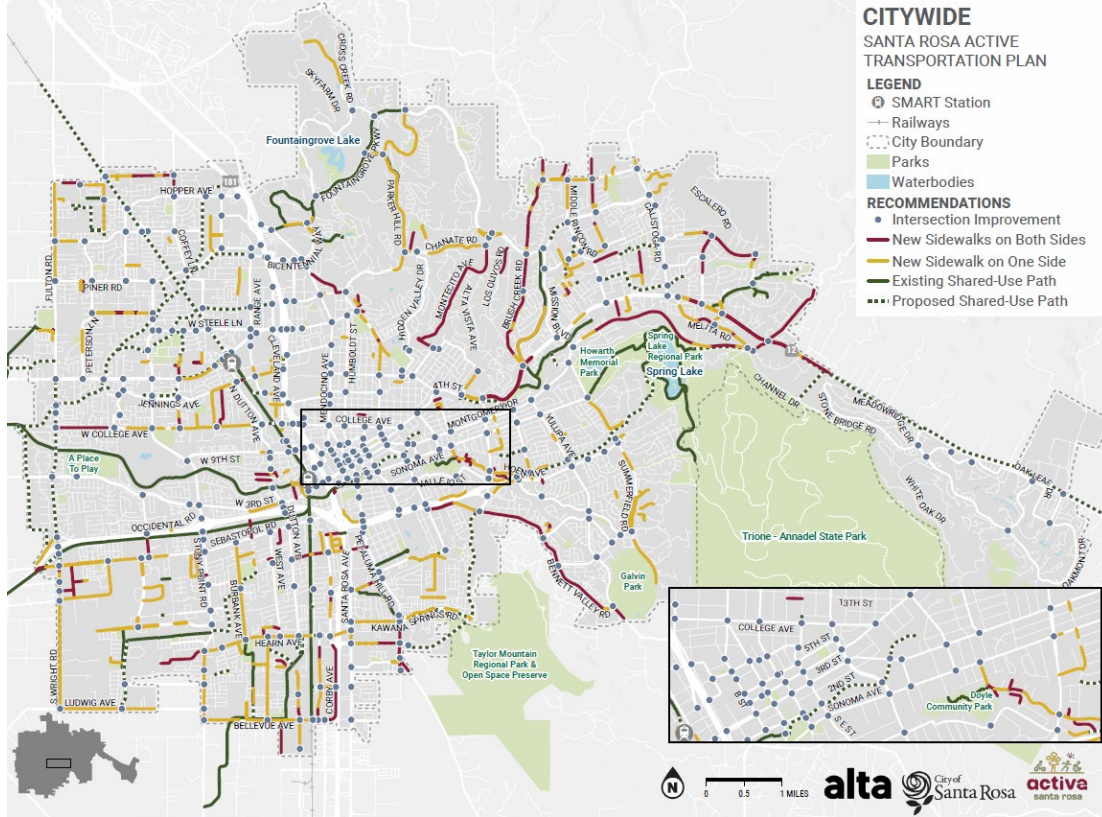 CITYWIDE
SANTA ROSA ACTIVE
TRANSPORTATION PLAN
LEGEND
SMART Station
Railways
City Boundary
Parks
Waterbodies
RECOMMENDATIONS
Intersection Improvement
New Sidewalks on Both Sides
New Sidewalk on One Side
Existing Shared-Use Path
Proposed Shared-Use Path
CROSS CREEK RD
SKYFARM DR
Fountaingrove Lake
FOUNTAINGROVE PKWY
101
HOPPER AVE
COFFEY LN
PARKER HILL RD
CHANATE RD
BICENTENNIAL WAY
MIDDLE RINCON RD
CALISTOGA RD
ESCALERO RD
FULTON RD
PINER RD
RANGE AVE
HIDDEN VALLEY DR
MONTECITO AVE
ALTA VISTA AVE
LOS OLIVOS RD
BRUSH CREEK RD
MISSION BLVD
W STEELE LN
PETERSON LN
CLEVELAND AVE
MENDOCINO AVE
HUMBOLDT ST
MELITA RD
Spring
Lake
Regional Park
Howarth
Memorial
Park
Spring Lake
12
CHANNEL DR
STONE BRIDGE RD
MEADOWRIDGE DR
4TH ST
JENNINGS AVE
N DUTTON AVE
COLLEGE AVE
MONTGOMERY DR
W COLLEGE AVE
YULUPA AVE
A Place
To Play
W 9TH ST
SONOMA AVE
VALLEJO ST
HOEN AVE
SUMMERFIELD RD
OAK LEAF DR
WHITE OAK DR
OAKMONT DR
W 3RD ST
OCCIDENTAL RD
SEBASTOPOL RD
DUTTON AVE
Trione - Annadel State Park
STONY POINT RD
WEST AVE
SANTA ROSA AVE
PETALUMA HILL RD
BENNETT VALLEY RD
Galvin
Park
BURBANK AVE
KAWANA SPRINGS RD
HEARN AVE
Taylor Mountain
Regional Park &
Open Space Preserve
S WRIGHT RD
LUDWIG AVE
CORBY AVE
BELLEVUE AVE
13TH ST
COLLEGE AVE
5TH ST
3RD ST
2ND ST
SONOMA AVE
B ST
S E ST
Doyle
Community Park
N
0 0.5 1 MILES
alta
City of
Santa Rosa
active
santa rosa